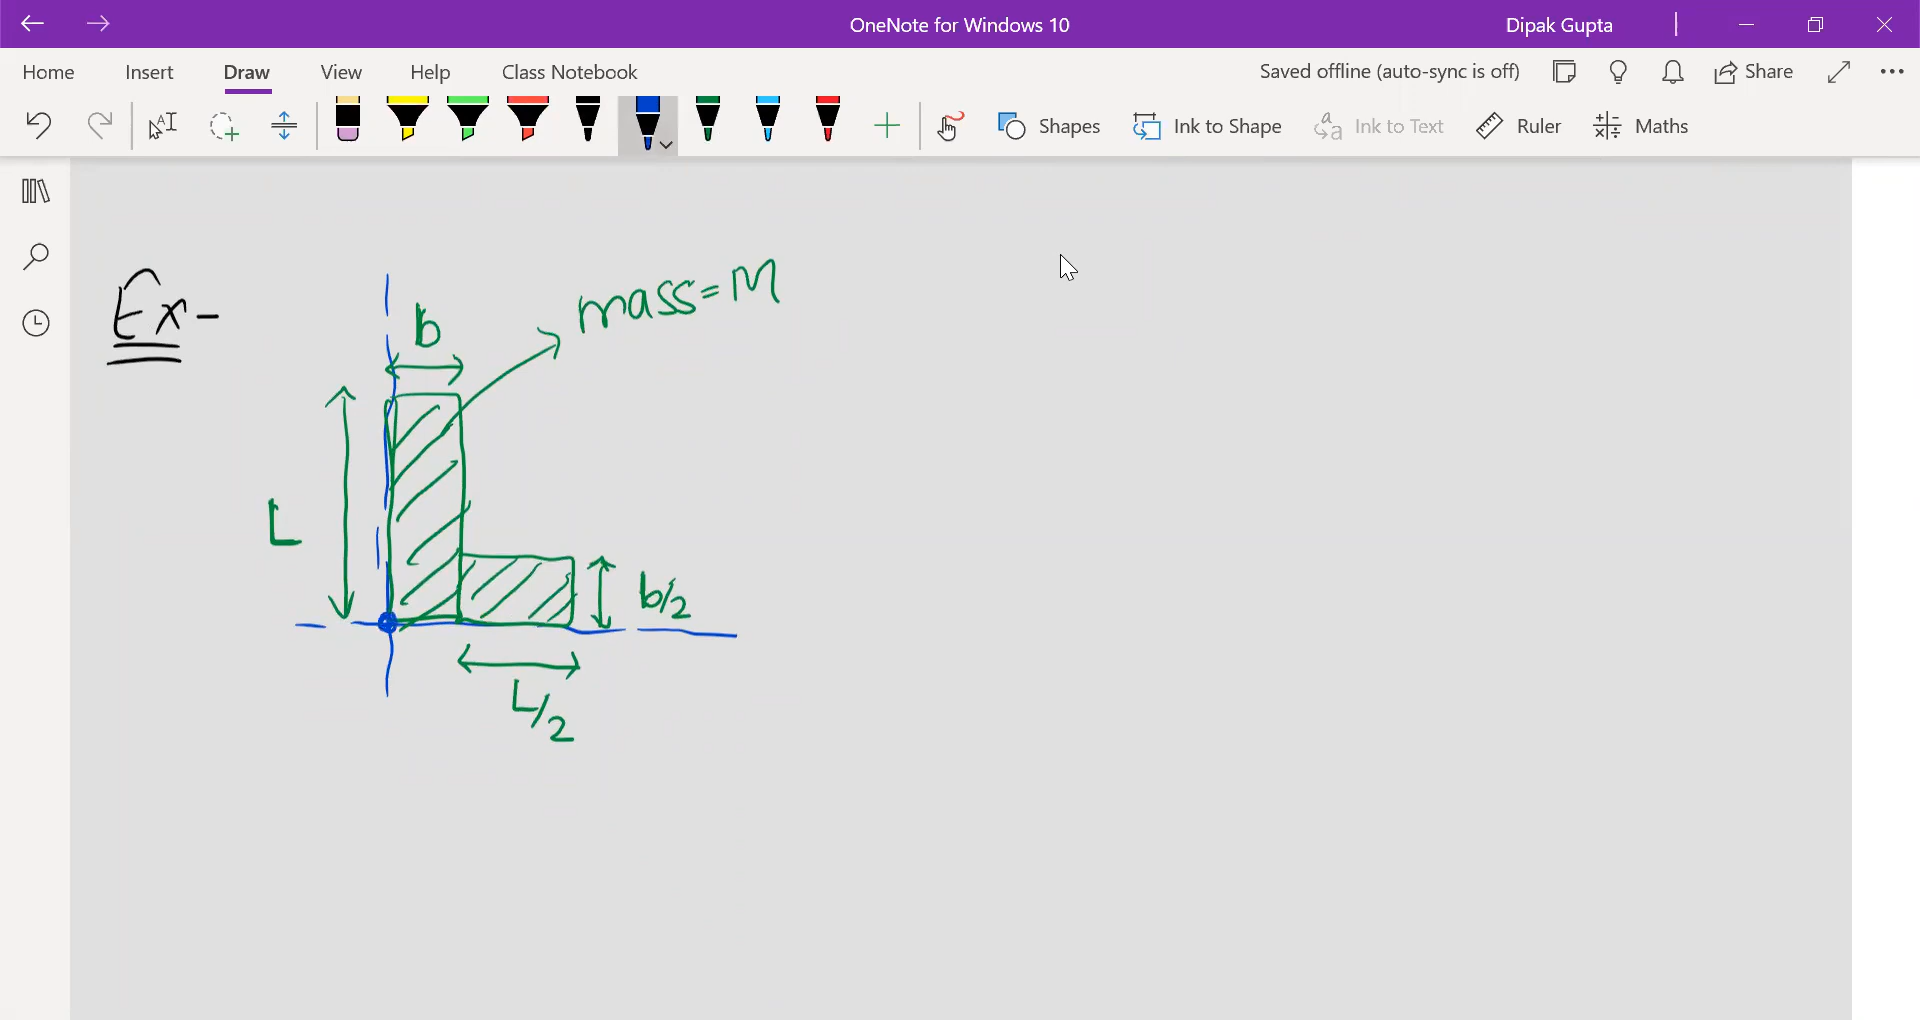 OneNote for Windows 10
Dipak Gupta
Home Insert Draw View Help Class Notebook
Saved offline (auto-sync is off)
Share
Shapes
Ink to Shape
Ink to Text
Ruler
Maths
Ex-
mass=M
b
L
b/2
L/2